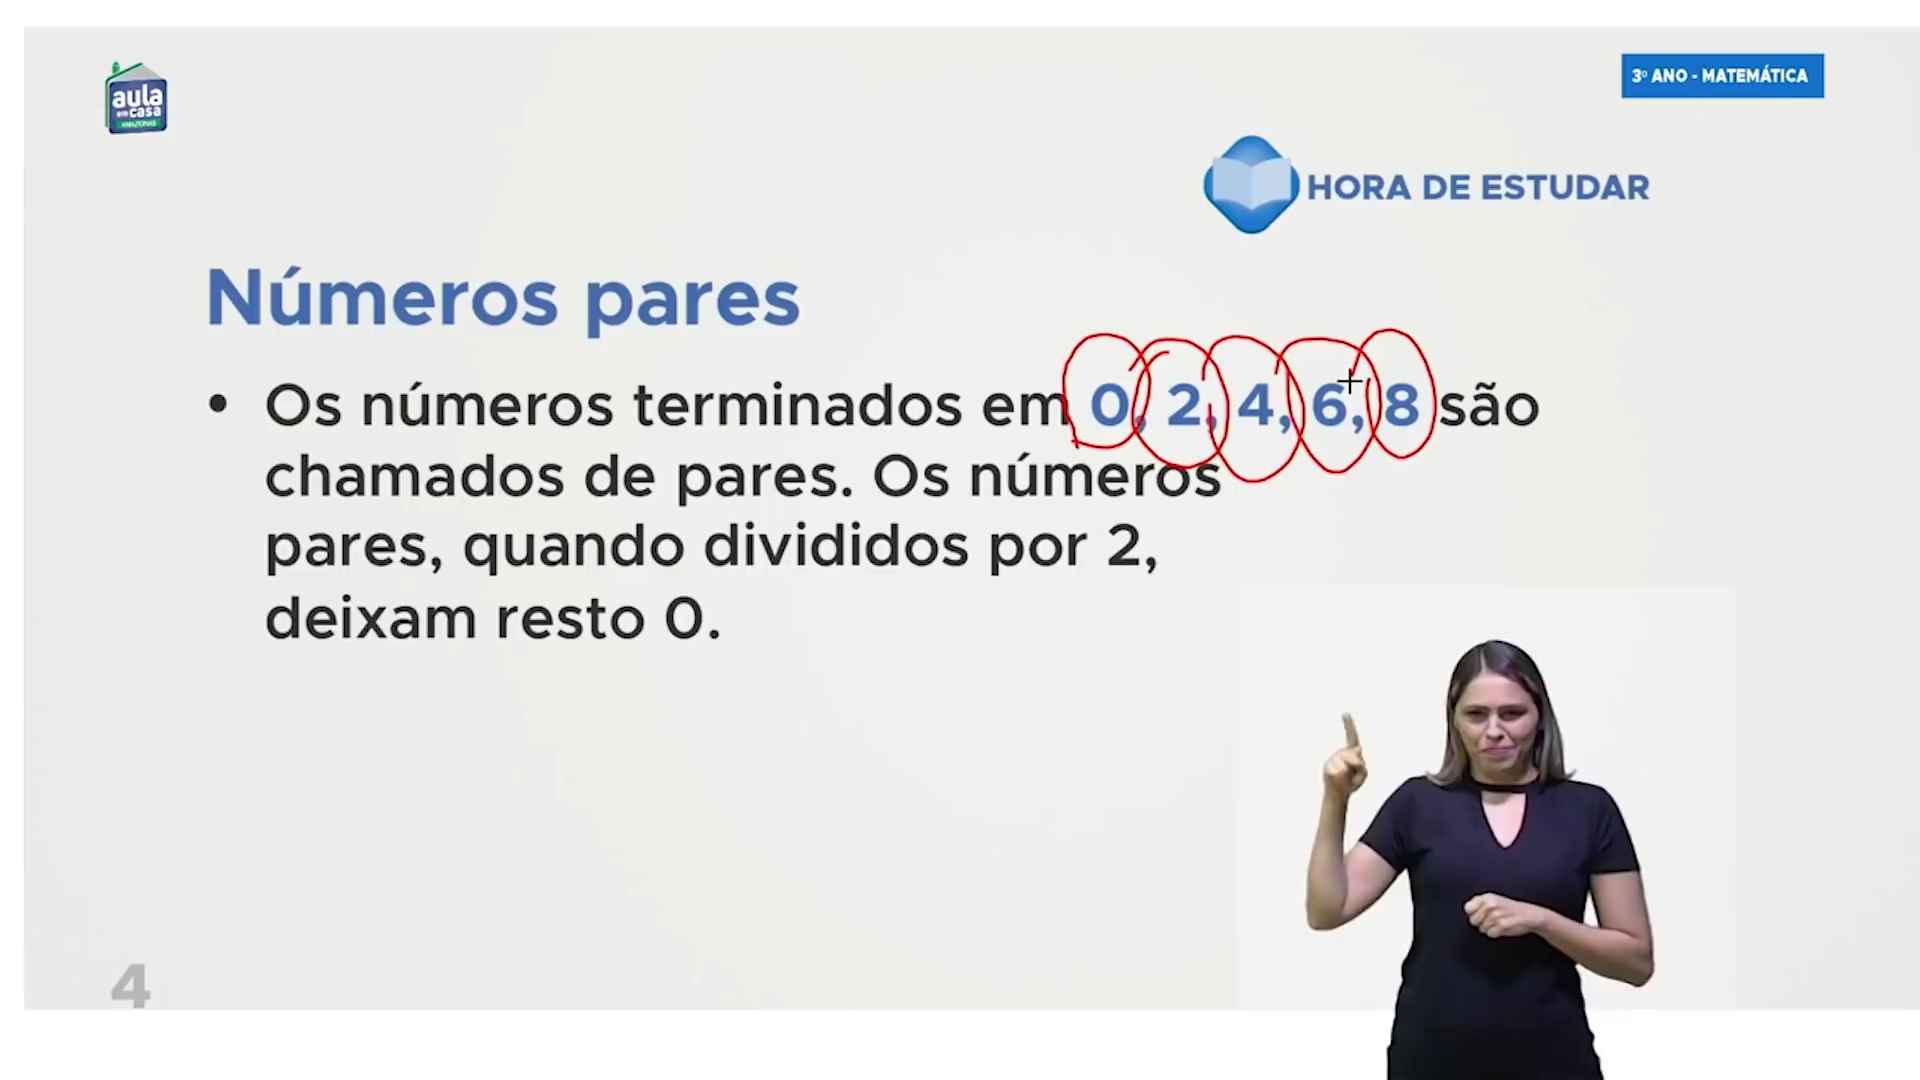 aula
em casa
AMAZONAS
3º ANO - MATEMÁTICA
HORA DE ESTUDAR
Números pares
• Os números terminados em 0, 2, 4, 6, 8 são
chamados de pares. Os números
pares, quando divididos por 2,
deixam resto 0.
4